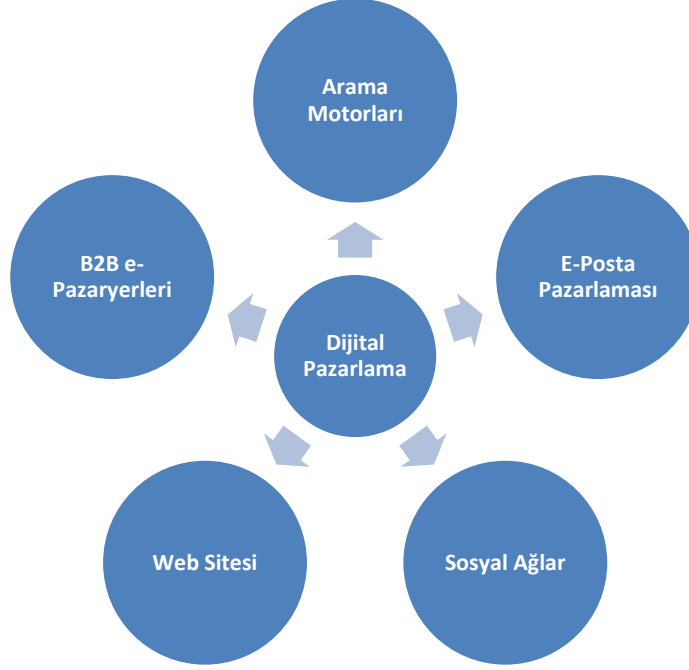 Arama
Motorları
B2B e-
Pazaryerleri
E-Posta
Pazarlaması
Dijital
Pazarlama
Web Sitesi
Sosyal Ağlar